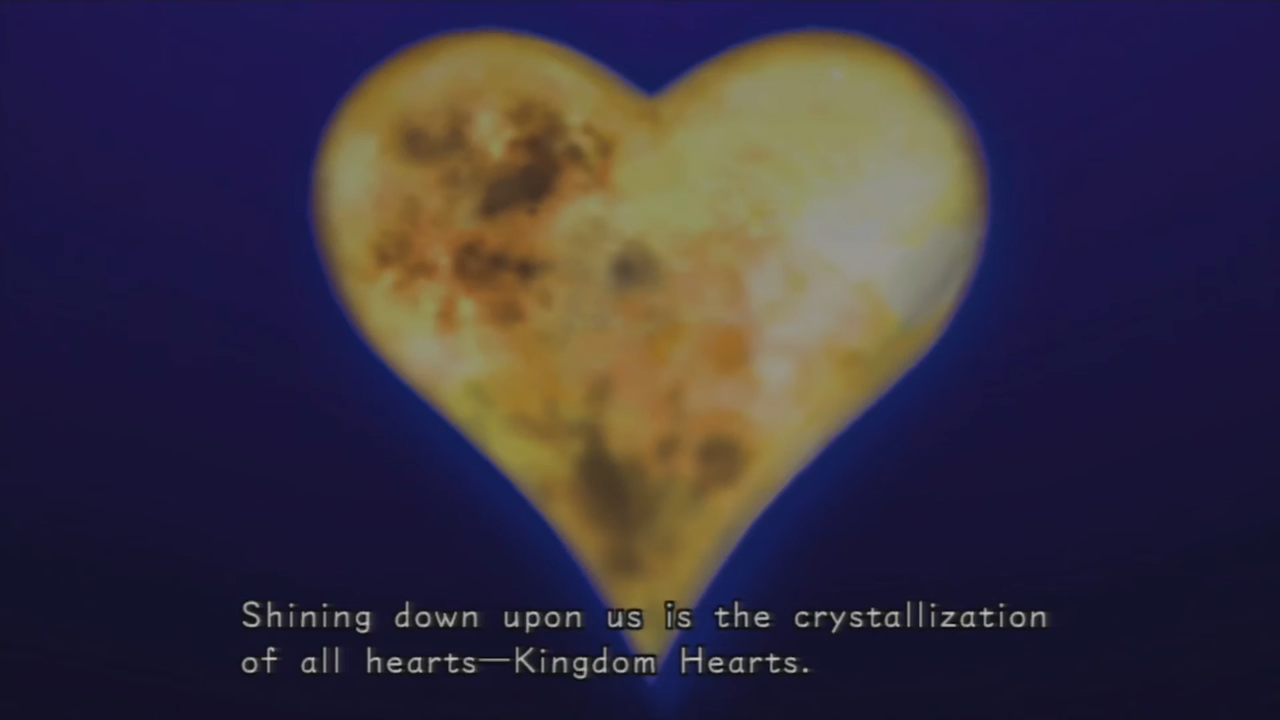 Shining down upon us is the crystallization
of all hearts—Kingdom Hearts.